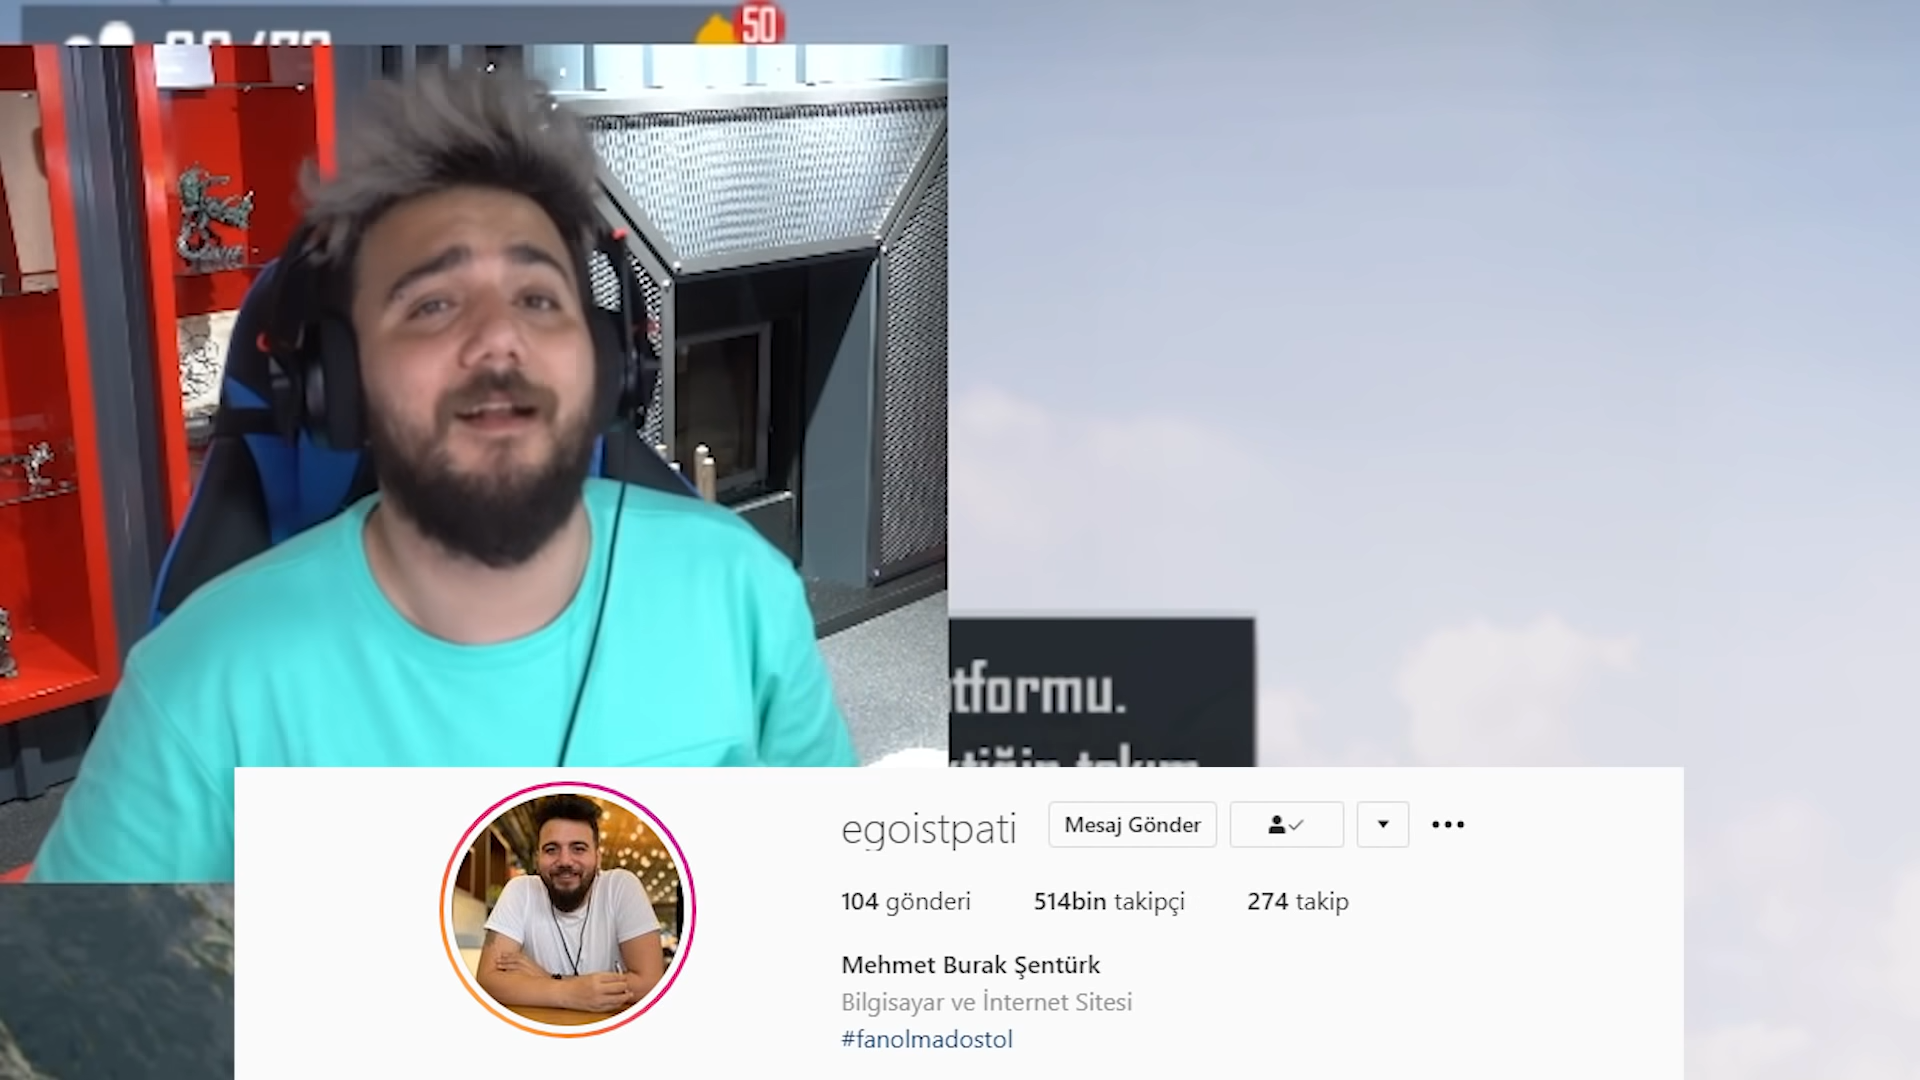 50
tformu.
egoistpati
Mesaj Gönder
104 gönderi 514bin takipçi 274 takip
Mehmet Burak Şentürk
Bilgisayar ve İnternet Sitesi
#fanolmadostol